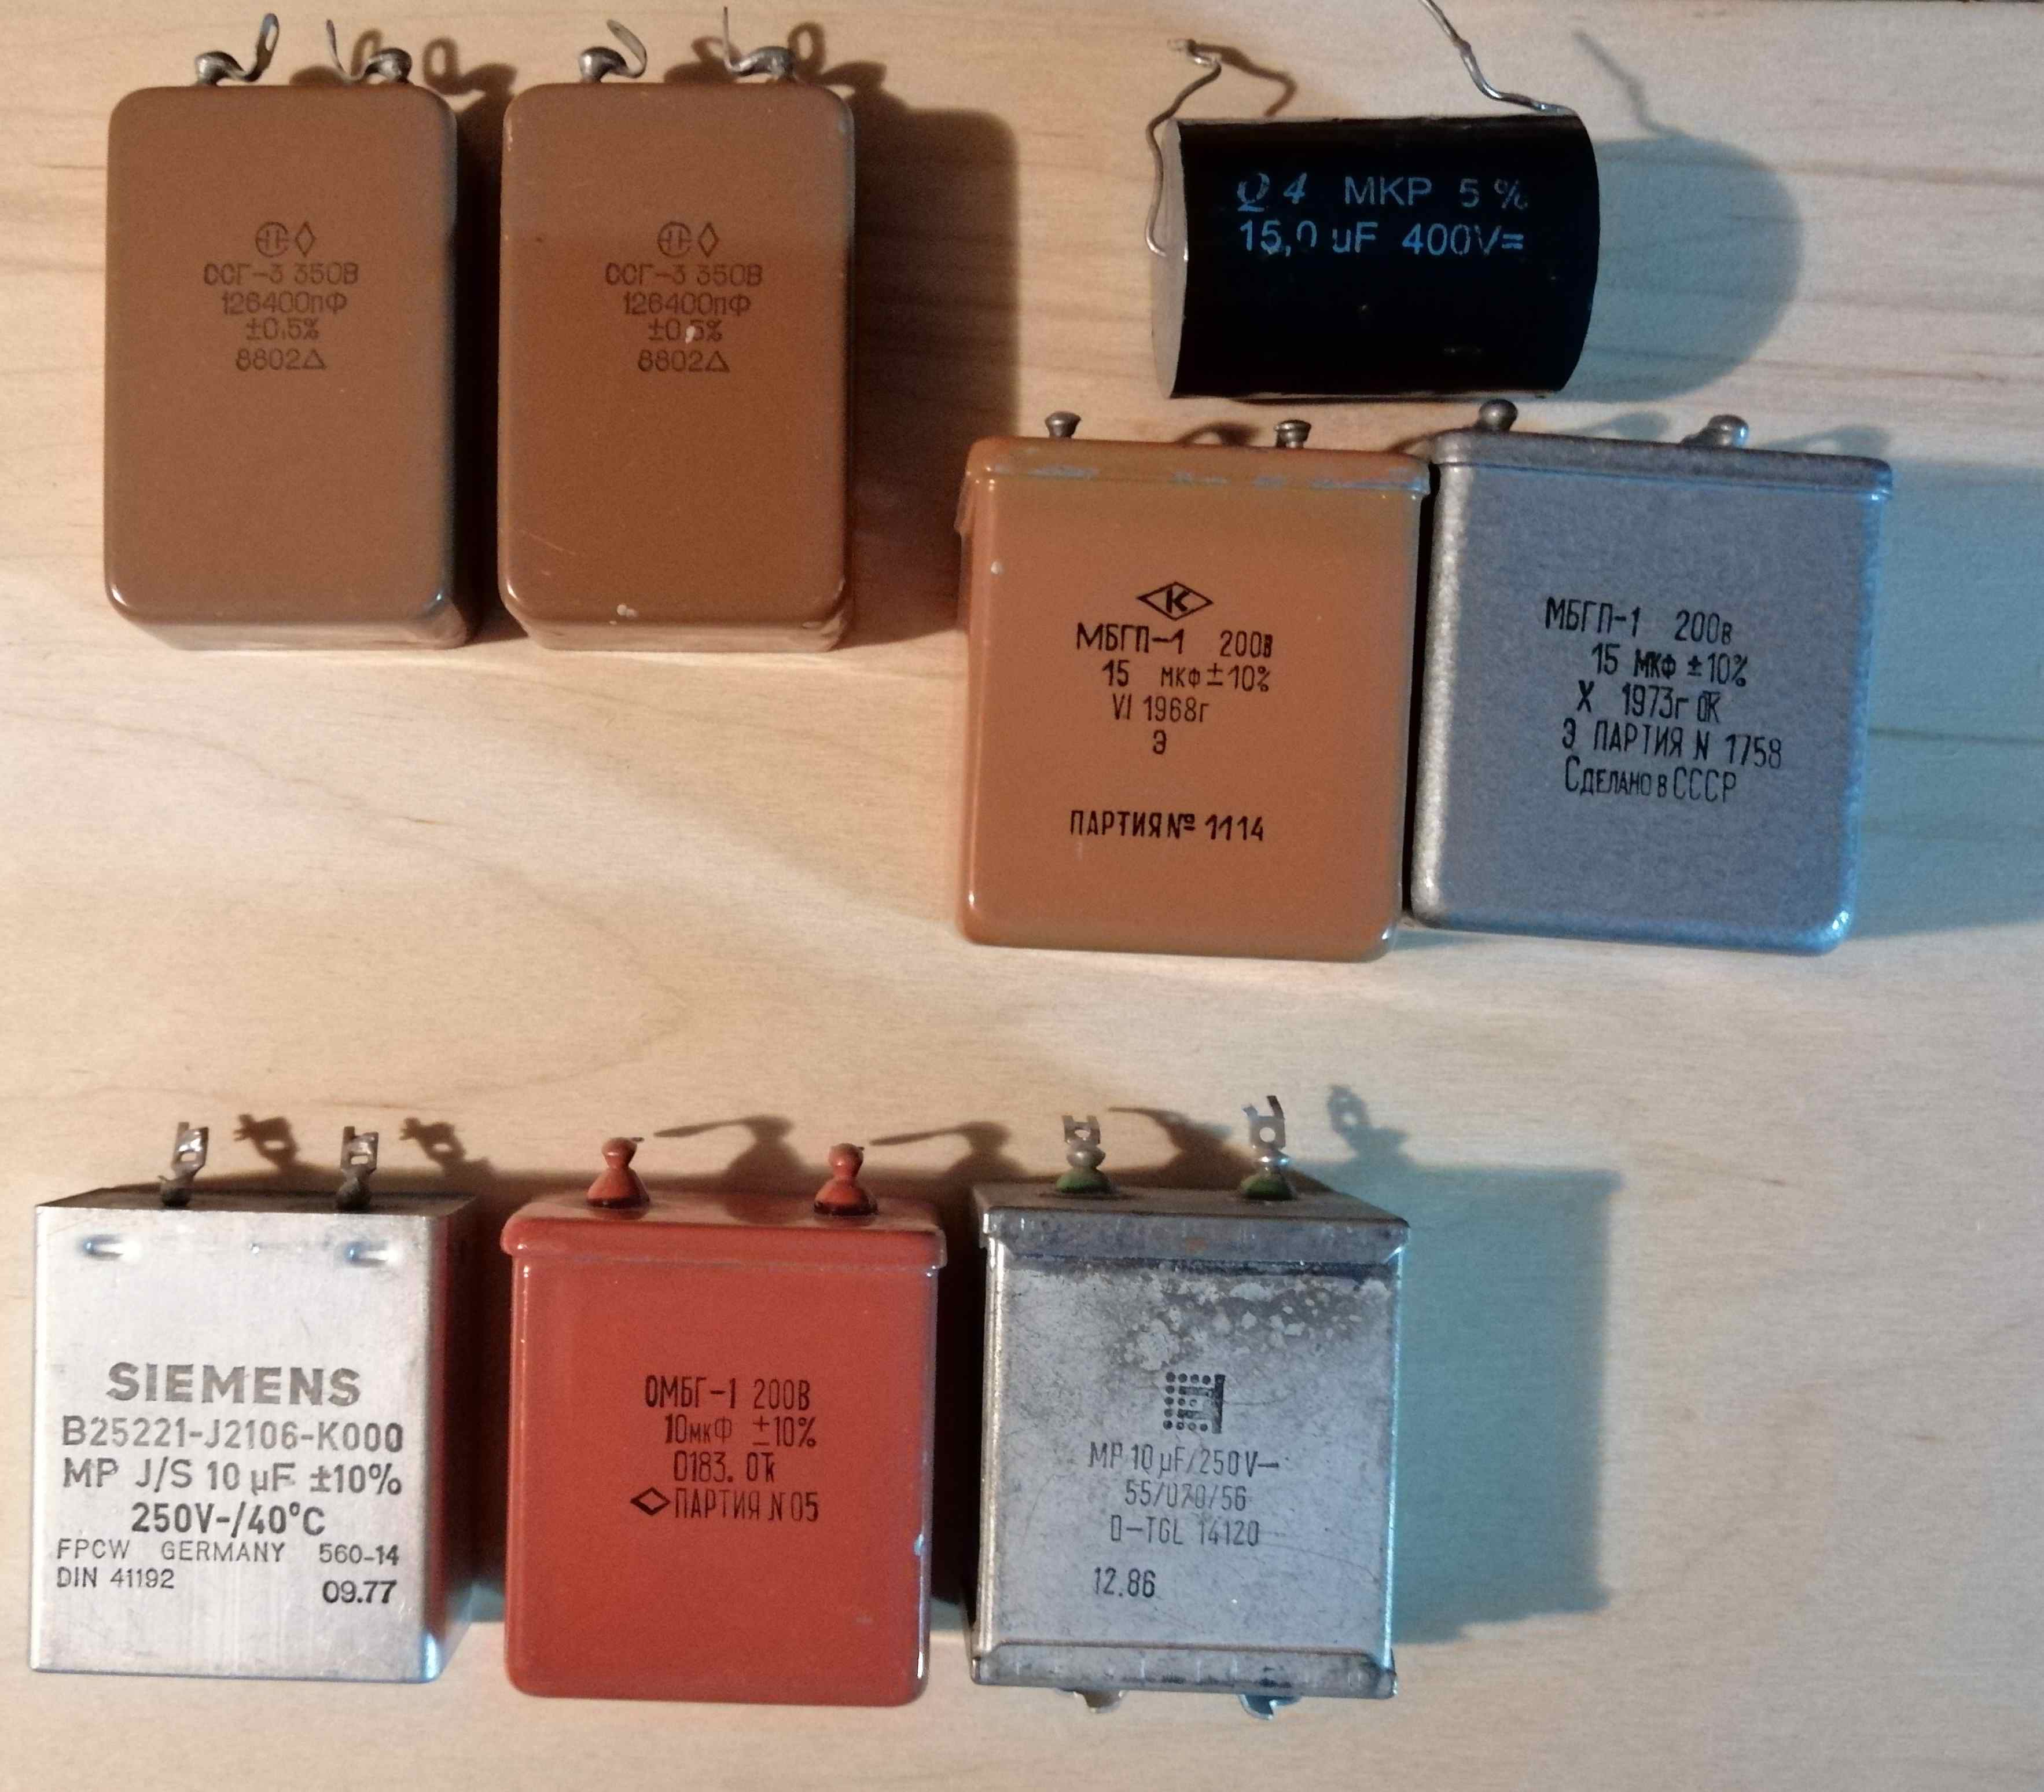 ССГ-3 350В
126400пФ
±0,5%
8802△
ССГ-3 350В
126400пФ
±0,5%
8802△
Q4 MKP 5 %
15,0 uF 400V=
К
МБГП-1 200в
15 мкф ±10%
VI 1968г
Э
ПАРТИЯ № 1114
МБГП-1 200в
15 мкф ±10%
X 1973г ОТК
Э ПАРТИЯ N 1758
Сделано в СССР
SIEMENS
B25221-J2106-K000
MP J/S 10 µF ±10%
250V-/40°C
FPCW GERMANY 560-14
DIN 41192 09.77
ОМБГ-1 200В
10мкФ ±10%
0183. ОТК
ПАРТИЯ N 05
MP 10 µF/250V–
55/070/56
D-TGL 14120
12.86